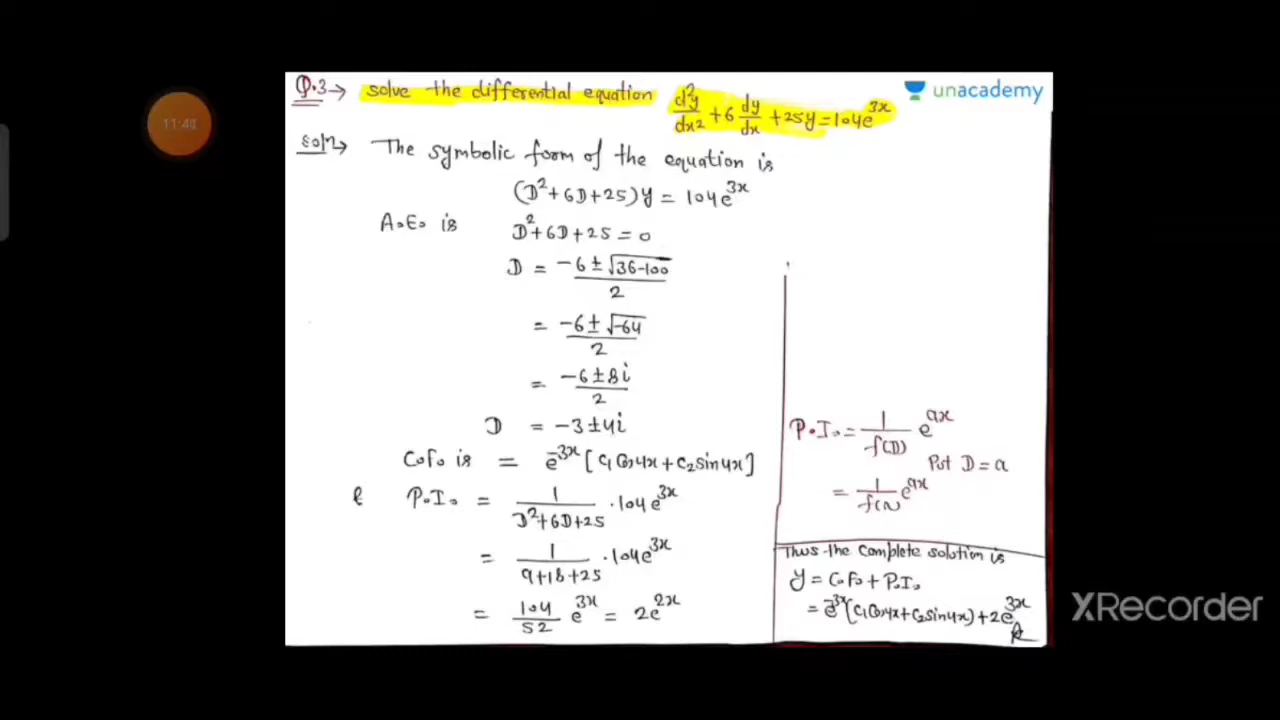 Q.3→ solve the differential equation d²y/dx² + 6 dy/dx + 25y = 104e^3x
unacademy
11:48
Soln→ The symbolic form of the equation is
(D²+6D+25)y = 104e^3x
A.E. is D²+6D+25 = 0
D = -6 ± √36-100 / 2
= -6 ± √-64 / 2
= -6 ± 8i / 2
D = -3 ± 4i
C.F. is = e^-3x [C₁Cos4x + C₂sin4x]
& P.I. = 1/D²+6D+25 · 104e^3x
= 1/9+18+25 · 104e^3x
= 104/52 e^3x = 2e^2x
P.I. = 1/f(D) e^ax
Put D = a
= 1/f(a) e^ax
Thus the complete solution is
y = C.F. + P.I.
= e^-3x (C₁Cos4x + C₂sin4x) + 2e^3x
XRecorder